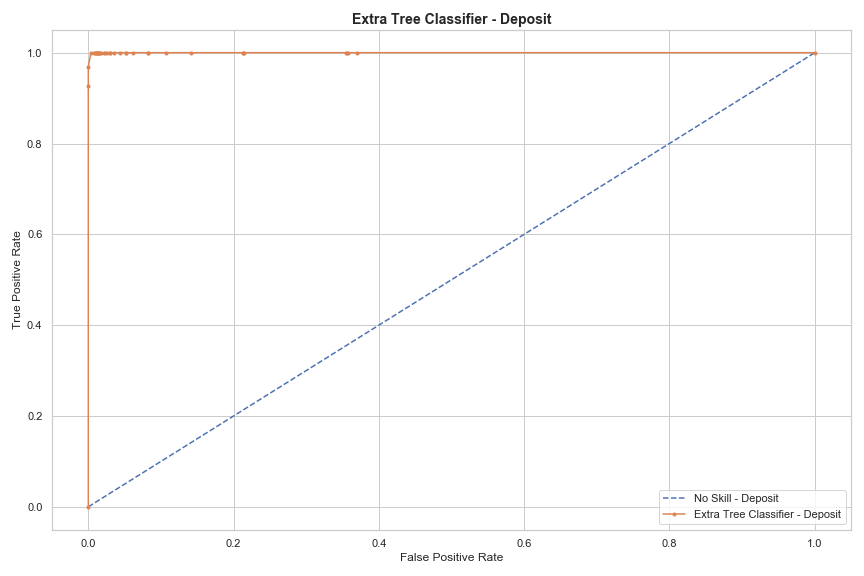 Extra Tree Classifier - Deposit
1.0
0.8
0.6
0.4
0.2
0.0
True Positive Rate
0.0 0.2 0.4 0.6 0.8 1.0
False Positive Rate
No Skill - Deposit
Extra Tree Classifier - Deposit